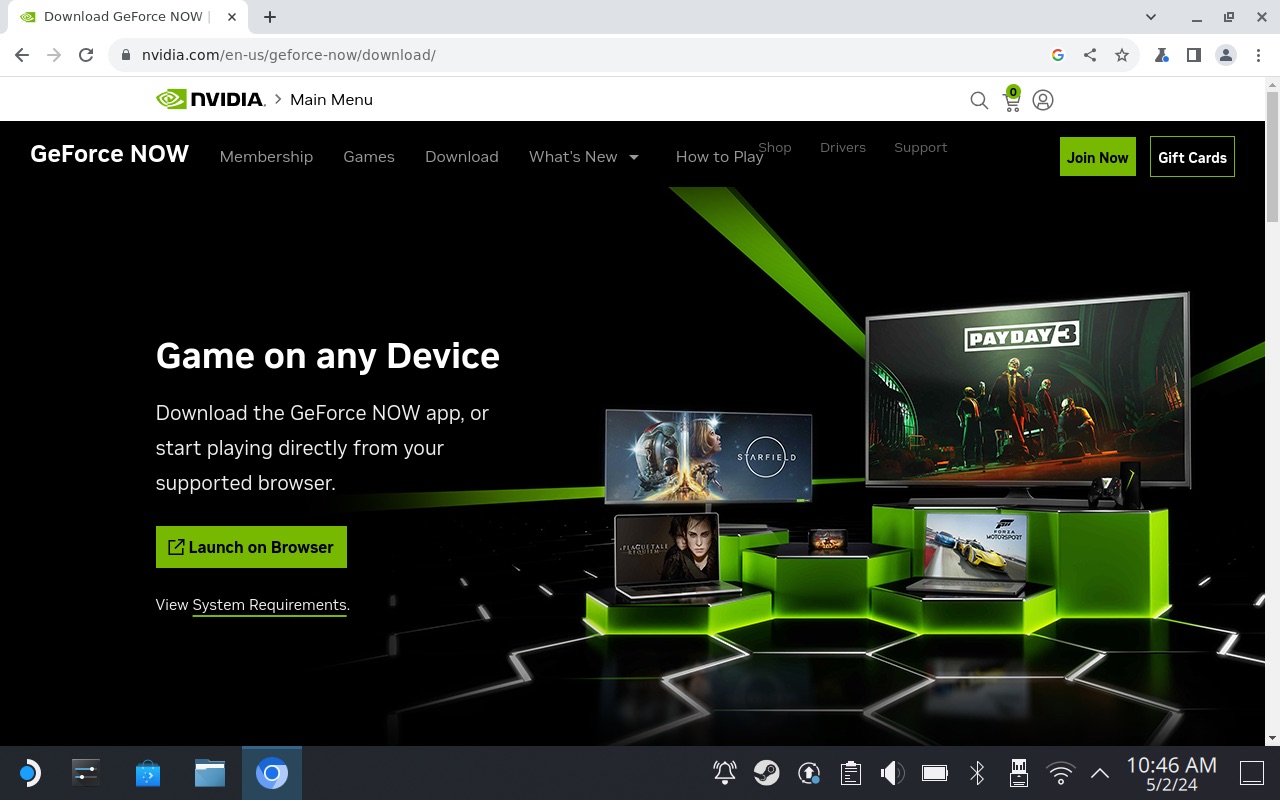 Download GeForce NOW |
nvidia.com/en-us/geforce-now/download/
NVIDIA.
Main Menu
0
GeForce NOW
Membership
Games
Download
What's New
How to Play
Shop
Drivers
Support
Join Now
Gift Cards
PAYDAY 3
Game on any Device
Download the GeForce NOW app, or
start playing directly from your
supported browser.
STARFIELD
A PLAGUE TALE
REQUIEM
FORZA
MOTORSPORT
Launch on Browser
View System Requirements.
10:46 AM
5/2/24